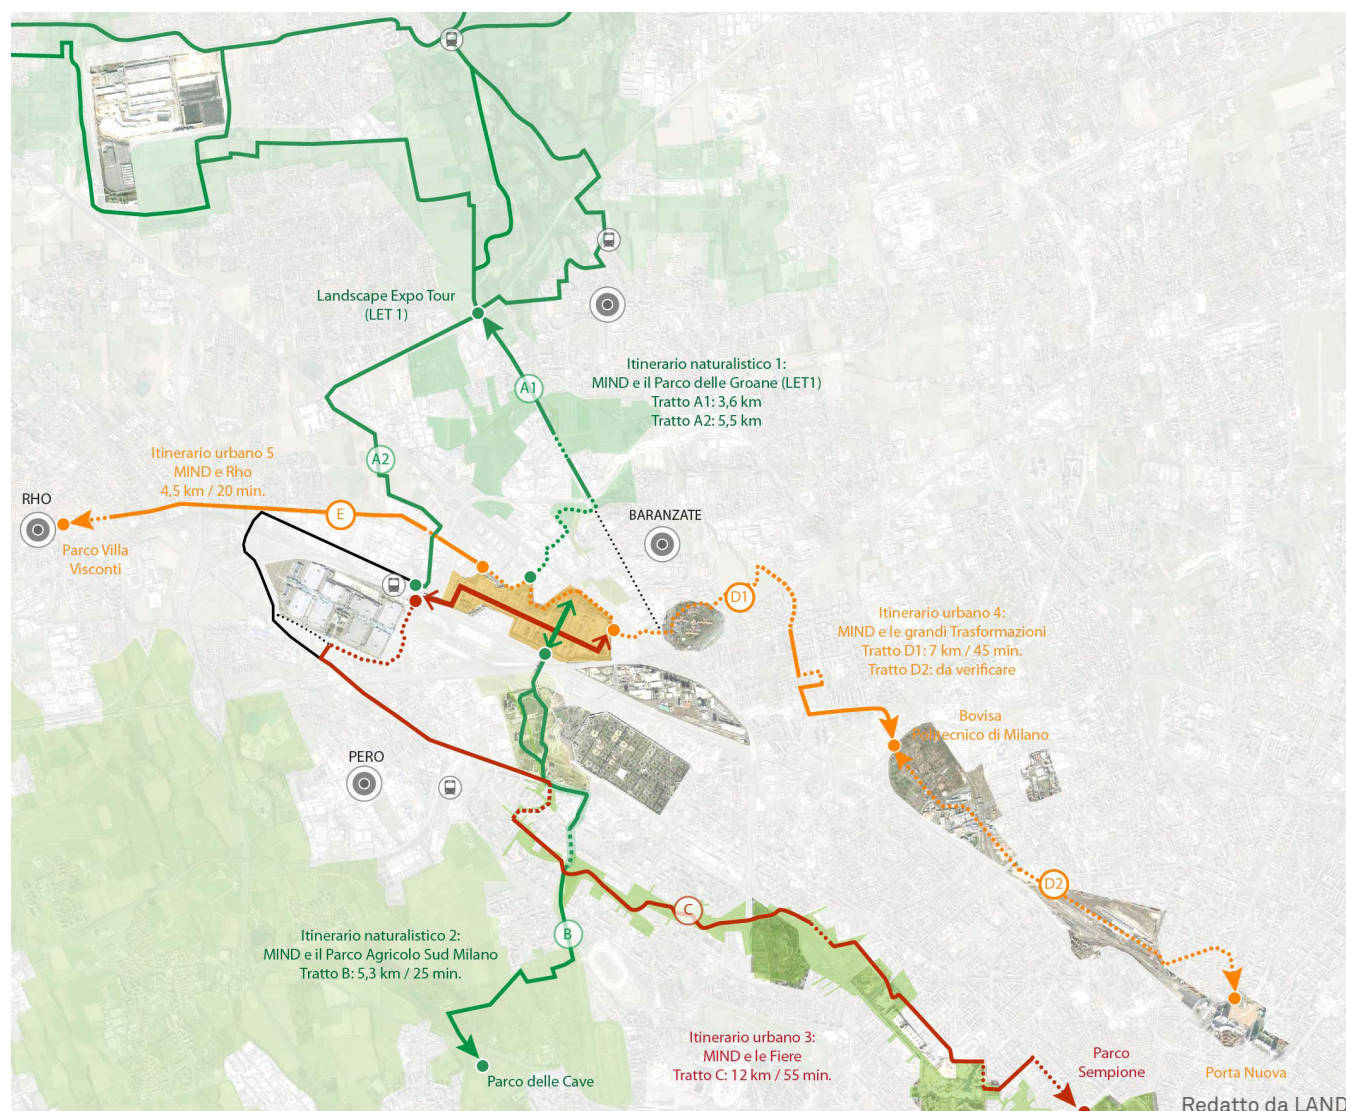 Landscape Expo Tour
(LET 1)
A1
Itinerario naturalistico 1:
MIND e il Parco delle Groane (LET1)
Tratto A1: 3,6 km
Tratto A2: 5,5 km
A2
Itinerario urbano 5
MIND e Rho
4,5 km / 20 min.
RHO
E
BARANZATE
Parco Villa
Visconti
D1
Itinerario urbano 4:
MIND e le grandi Trasformazioni
Tratto D1: 7 km / 45 min.
Tratto D2: da verificare
Bovisa
Politecnico di Milano
PERO
D2
C
B
Itinerario naturalistico 2:
MIND e il Parco Agricolo Sud Milano
Tratto B: 5,3 km / 25 min.
Itinerario urbano 3:
MIND e le Fiere
Tratto C: 12 km / 55 min.
Parco
Sempione
Porta Nuova
Parco delle Cave
Redatto da LAND